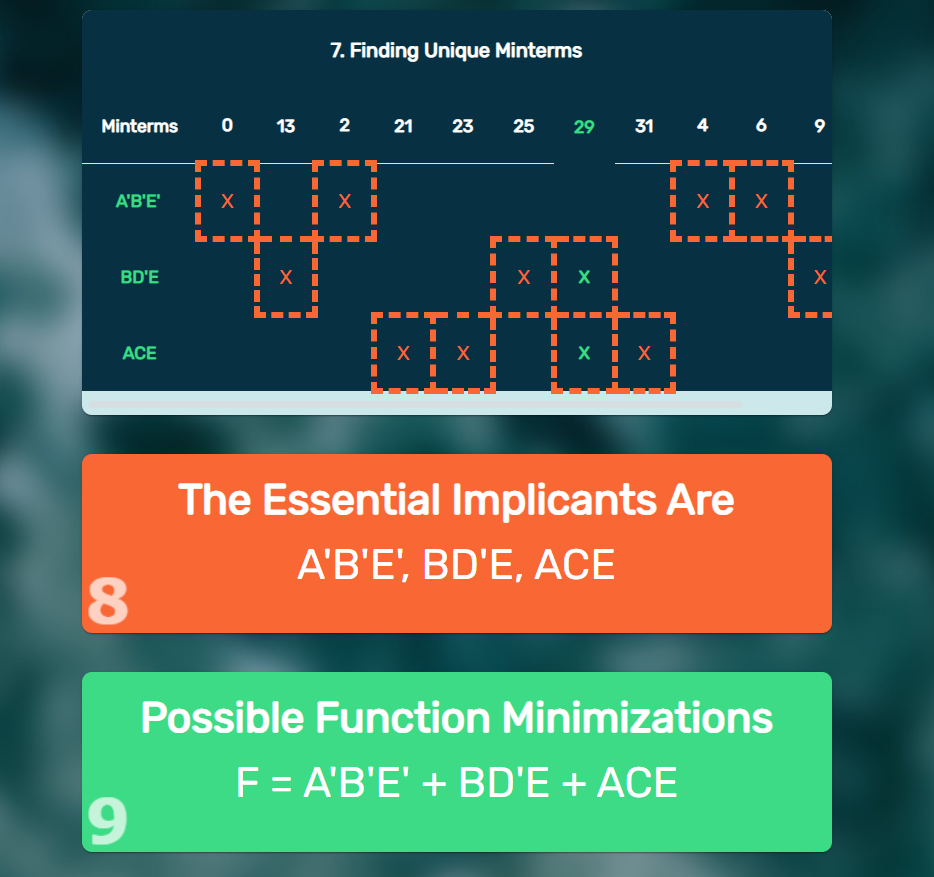 7. Finding Unique Minterms
Minterms 0 13 2 21 23 25 29 31 4 6 9
A'B'E' X X X X
BD'E X X X X
ACE X X X X
The Essential Implicants Are
A'B'E', BD'E, ACE
8
Possible Function Minimizations
F = A'B'E' + BD'E + ACE
9